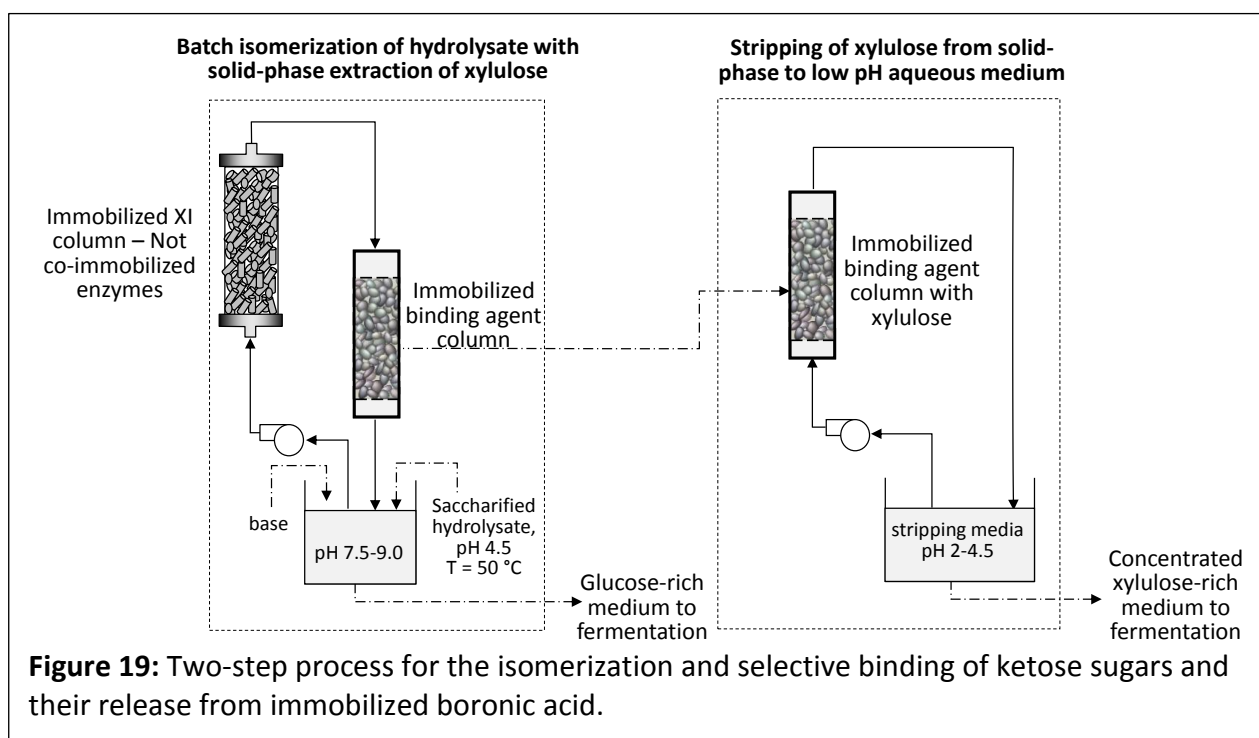 Batch isomerization of hydrolysate with
solid-phase extraction of xylulose
Stripping of xylulose from solid-
phase to low pH aqueous medium
Immobilized XI
column – Not
co-immobilized
enzymes
Immobilized
binding agent
column
Immobilized
binding agent
column with
xylulose
base
Saccharified
hydrolysate,
pH 4.5
T = 50 °C
pH 7.5-9.0
stripping media
pH 2-4.5
Glucose-rich
medium to
fermentation
Concentrated
xylulose-rich
medium to
fermentation
Figure 19: Two-step process for the isomerization and selective binding of ketose sugars and
their release from immobilized boronic acid.